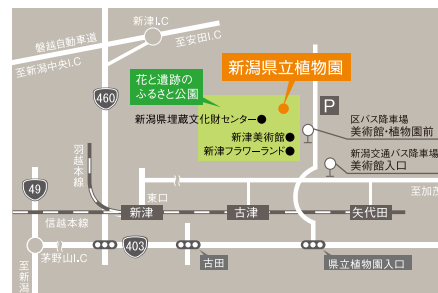 新津I.C
磐越自動車道
至新潟中央I.C
至安田I.C
新潟県立植物園
花と遺跡の
ふるさと公園
460
P
新潟県埋蔵文化財センター
区バス降車場
美術館・植物園前
新津美術館
新津フラワーランド
新潟交通バス降車場
美術館入口
羽越本線
49
東口
至加茂
新津
古津
矢代田
信越本線
403
茅野山I.C
至新潟
古田
県立植物園入口